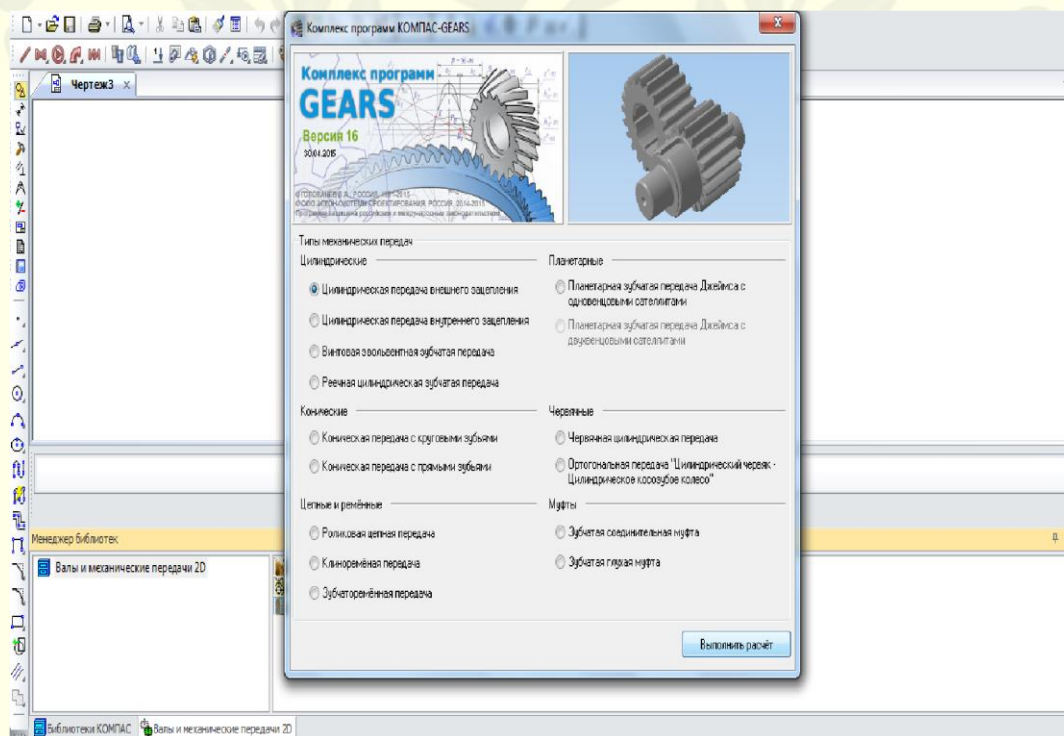 Комплекс программ КОМПАС-GEARS
Чертеж3
Комплекс программ
GEARS
Версия 16
30.04.2015
Типы механических передач
Цилиндрические
Цилиндрическая передача внешнего зацепления
Цилиндрическая передача внутреннего зацепления
Винтовая эвольвентная зубчатая передача
Реечная цилиндрическая зубчатая передача
Планетарные
Планетарная зубчатая передача Джеймса с
одновенцовыми сателлитами
Планетарная зубчатая передача Джеймса с
двухвенцовыми сателлитами
Конические
Коническая передача с круговыми зубьями
Коническая передача с прямыми зубьями
Червячные
Червячная цилиндрическая передача
Ортогональная передача "Цилиндрический червяк -
Цилиндрическое косозубое колесо"
Цепные и ремённые
Роликовая цепная передача
Клиноремённая передача
Зубчаторемённая передача
Муфты
Зубчатая соединительная муфта
Зубчатая глухая муфта
Выполнить расчёт
Менеджер библиотек
Валы и механические передачи 2D
Библиотеки КОМПАС
Валы и механические передачи 2D